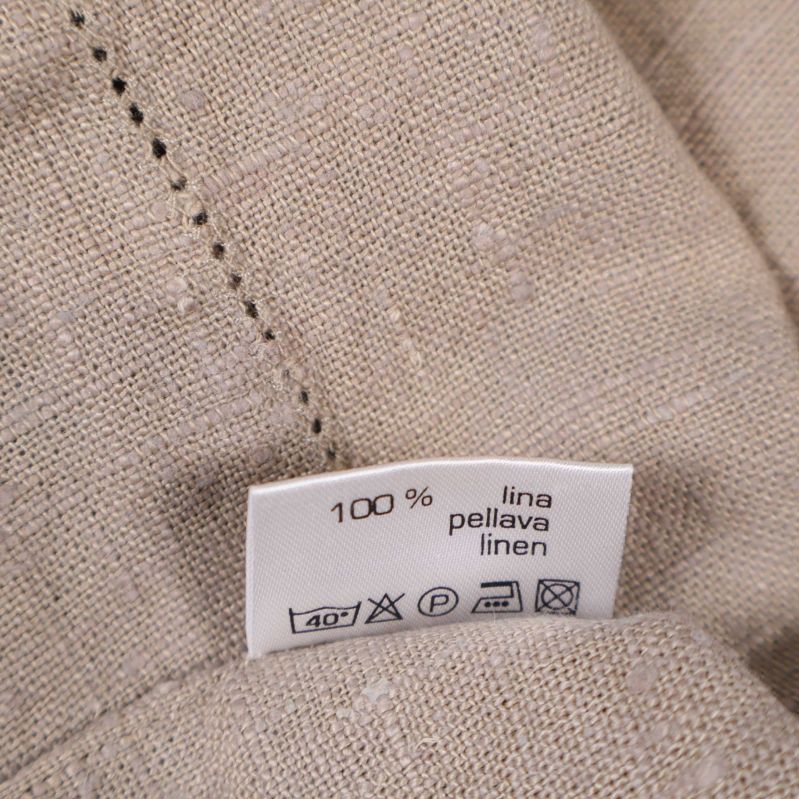 100 % lina
pellava
linen
40° P